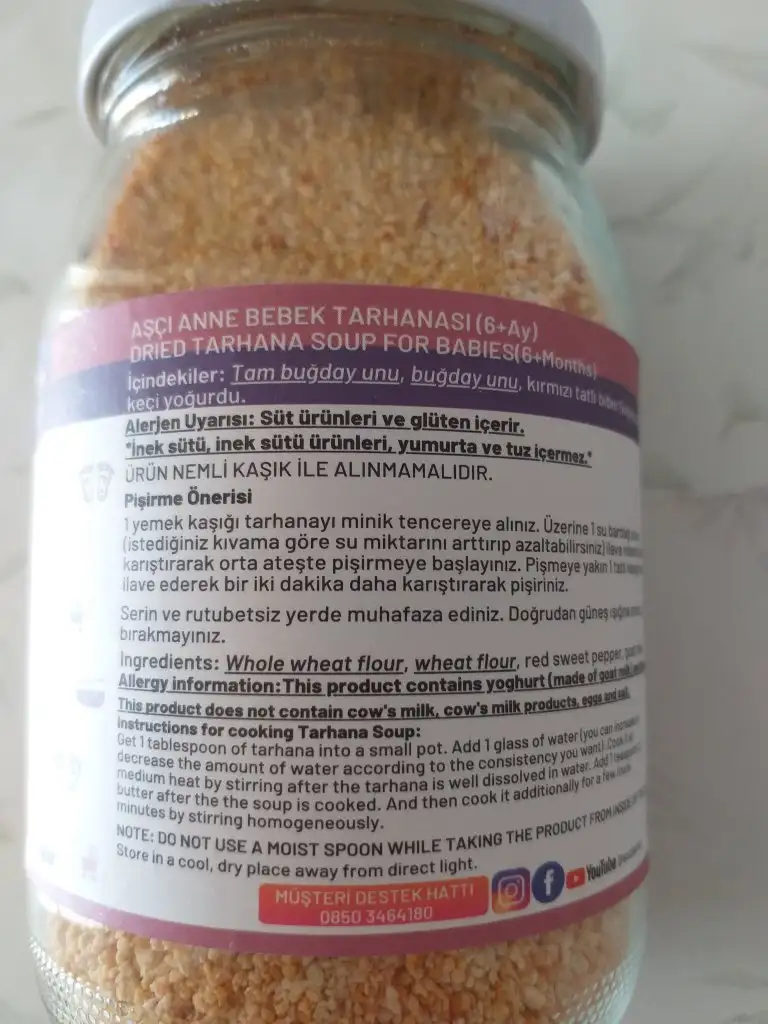 AŞÇI ANNE BEBEK TARHANASI (6+Ay)
DRIED TARHANA SOUP FOR BABIES(6+Months)
İçindekiler: Tam buğday unu, buğday unu, kırmızı tatlı biber
keçi yoğurdu.
Alerjen Uyarısı: Süt ürünleri ve glüten içerir.
*İnek sütü, inek sütü ürünleri, yumurta ve tuz içermez.*
ÜRÜN NEMLİ KAŞIK İLE ALINMAMALIDIR.
Pişirme Önerisi
1 yemek kaşığı tarhanayı minik tencereye alınız. Üzerine 1 su
(istediğiniz kıvama göre su miktarını arttırıp azaltabilirsiniz) ilave
karıştırarak orta ateşte pişirmeye başlayınız. Pişmeye yakın 1
ilave ederek bir iki dakika daha karıştırarak pişiriniz.
Serin ve rutubetsiz yerde muhafaza ediniz. Doğrudan güneş
bırakmayınız.
Ingredients: Whole wheat flour, wheat flour, red sweet pepper,
Allergy information: This product contains yoghurt (made of goat
This product does not contain cow's milk, cow's milk products, eggs and salt.
Instructions for cooking Tarhana Soup:
Get 1 tablespoon of tarhana into a small pot. Add 1 glass of water (you can
decrease the amount of water according to the consistency you want). Cook
medium heat by stirring after the tarhana is well dissolved in water. Add 1
butter after the the soup is cooked. And then cook it additionally for a few
minutes by stirring homogeneously.
NOTE: DO NOT USE A MOIST SPOON WHILE TAKING THE PRODUCT FROM
Store in a cool, dry place away from direct light.
MÜŞTERİ DESTEK HATTI
0850 3464180
YouTube